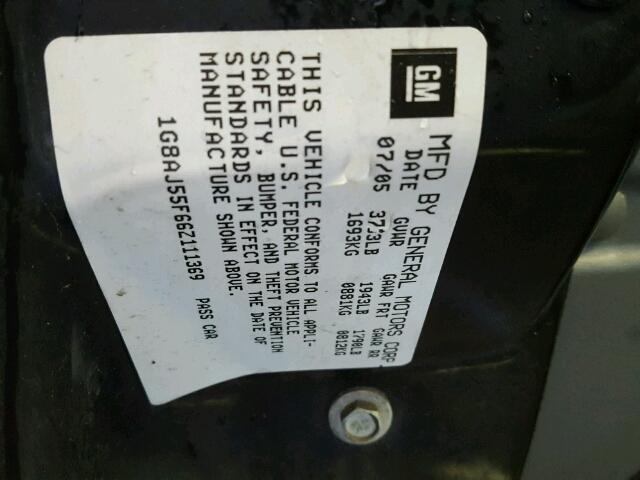 GM
MFD BY GENERAL MOTORS CORP
DATE GVWR GAWR FRT GAWR RR
07/05 3733LB 1943LB 1790LB
1693KG 0881KG 0812KG
THIS VEHICLE CONFORMS TO ALL APPLI-
CABLE U.S. FEDERAL MOTOR VEHICLE
SAFETY, BUMPER, AND THEFT PREVENTION
STANDARDS IN EFFECT ON THE DATE OF
MANUFACTURE SHOWN ABOVE.
1G8AJ55F66Z111369 PASS CAR